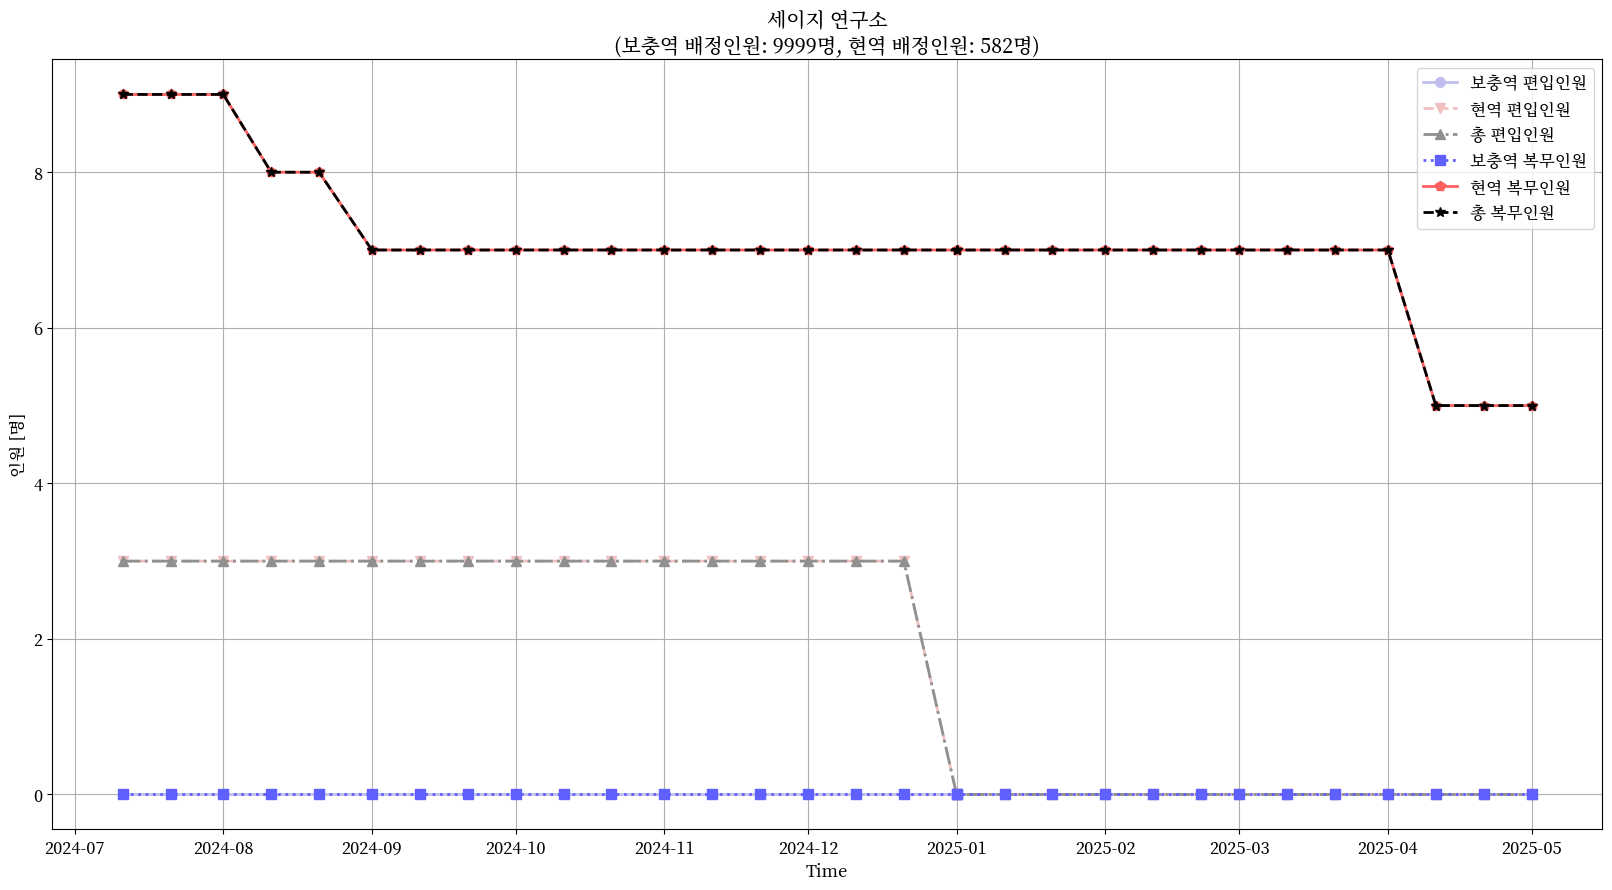 세이지 연구소
(보충역 배정인원: 9999명, 현역 배정인원: 582명)
보충역 편입인원
현역 편입인원
총 편입인원
보충역 복무인원
현역 복무인원
총 복무인원
인원 [명]
8
6
4
2
0
2024-07
2024-08
2024-09
2024-10
2024-11
2024-12
2025-01
2025-02
2025-03
2025-04
2025-05
Time